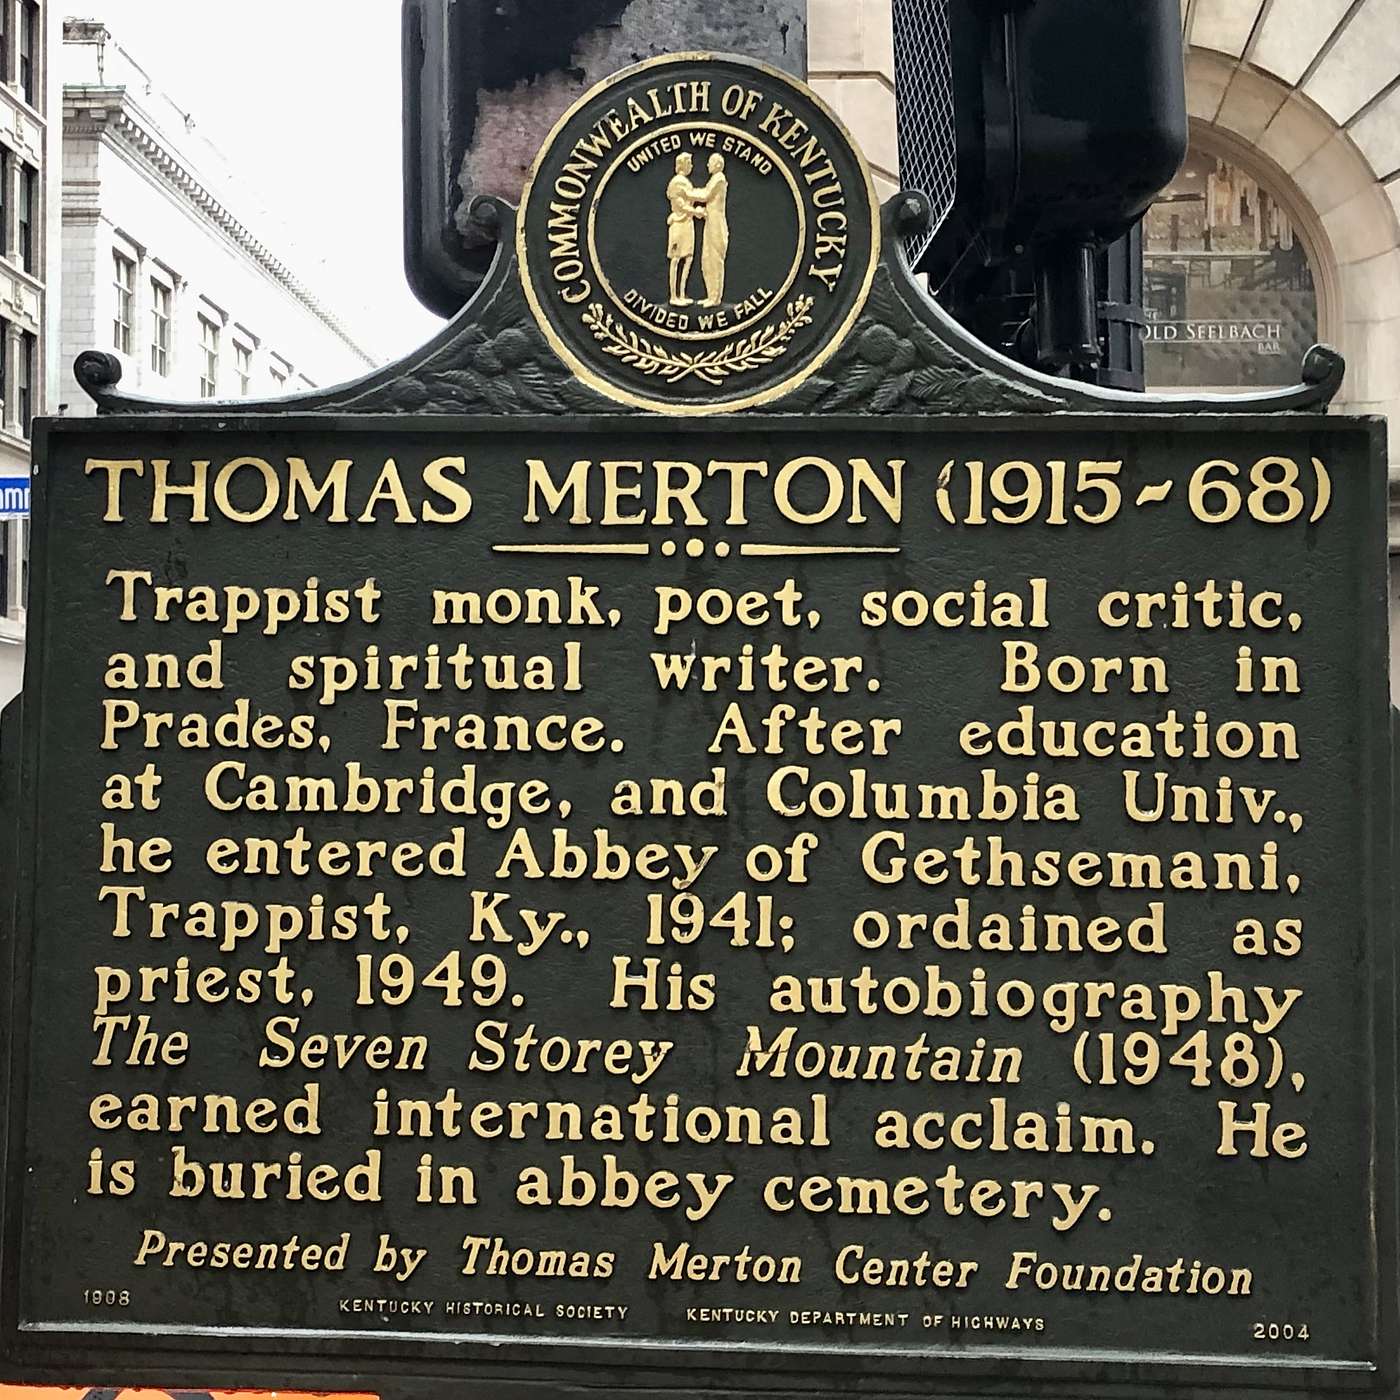 COMMONWEALTH OF KENTUCKY
UNITED WE STAND
DIVIDED WE FALL
OLD SEELBACH
BAR
THOMAS MERTON (1915-68)
Trappist monk, poet, social critic,
and spiritual writer. Born in
Prades, France. After education
at Cambridge, and Columbia Univ.,
he entered Abbey of Gethsemani,
Trappist, Ky., 1941; ordained as
priest, 1949. His autobiography
The Seven Storey Mountain (1948),
earned international acclaim. He
is buried in abbey cemetery.
Presented by Thomas Merton Center Foundation
1908 KENTUCKY HISTORICAL SOCIETY KENTUCKY DEPARTMENT OF HIGHWAYS 2004